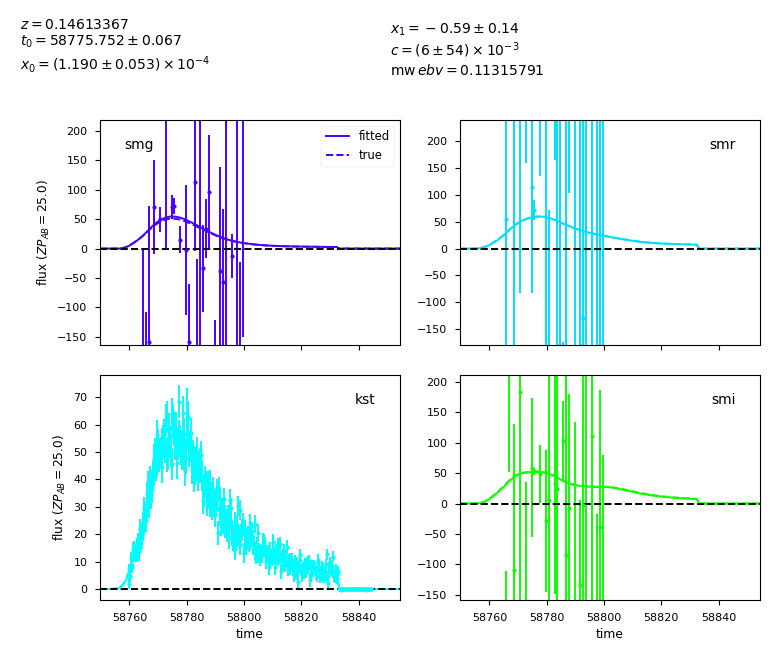 z = 0.14613367
t₀ = 58775.752 ± 0.067
x₀ = (1.190 ± 0.053) × 10⁻⁴
x₁ = −0.59 ± 0.14
c = (6 ± 54) × 10⁻³
mw ebv = 0.11315791
smg
fitted
true
200
150
100
50
0
−50
−100
−150
flux (ZP_AB = 25.0)
smr
200
150
100
50
0
−50
−100
−150
kst
70
60
50
40
30
20
10
0
flux (ZP_AB = 25.0)
58760 58780 58800 58820 58840
time
smi
200
150
100
50
0
−50
−100
−150
58760 58780 58800 58820 58840
time